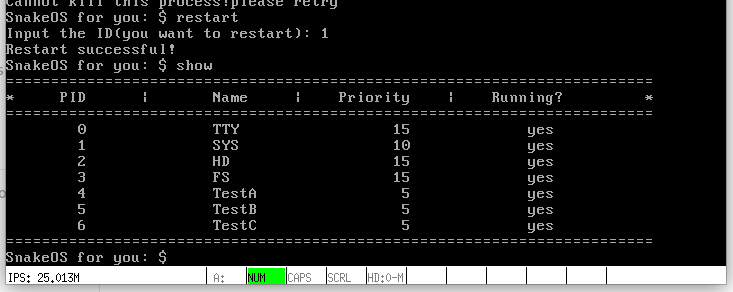 Cannot kill this process!please retry
SnakeOS for you: $ restart
Input the ID(you want to restart): 1
Restart successful!
SnakeOS for you: $ show
================================================================================
* PID | Name | Priority | Running? *
================================================================================
0 TTY 15 yes
1 SYS 10 yes
2 HD 15 yes
3 FS 15 yes
4 TestA 5 yes
5 TestB 5 yes
6 TestC 5 yes
================================================================================
SnakeOS for you: $
IPS: 25.013M A: NUM CAPS SCRL HD:0-M